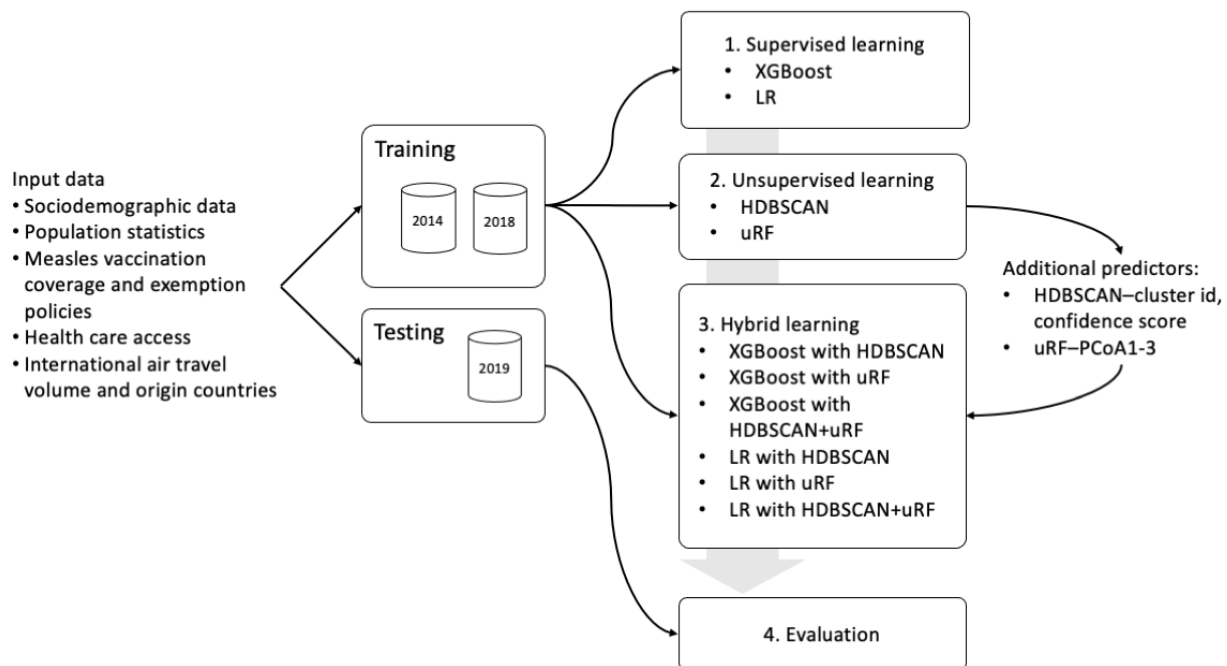 Input data
• Sociodemographic data
• Population statistics
• Measles vaccination
coverage and exemption
policies
• Health care access
• International air travel
volume and origin countries
Training
2014
2018
Testing
2019
1. Supervised learning
• XGBoost
• LR
2. Unsupervised learning
• HDBSCAN
• uRF
Additional predictors:
• HDBSCAN–cluster id,
confidence score
• uRF–PCoA1-3
3. Hybrid learning
• XGBoost with HDBSCAN
• XGBoost with uRF
• XGBoost with
HDBSCAN+uRF
• LR with HDBSCAN
• LR with uRF
• LR with HDBSCAN+uRF
4. Evaluation